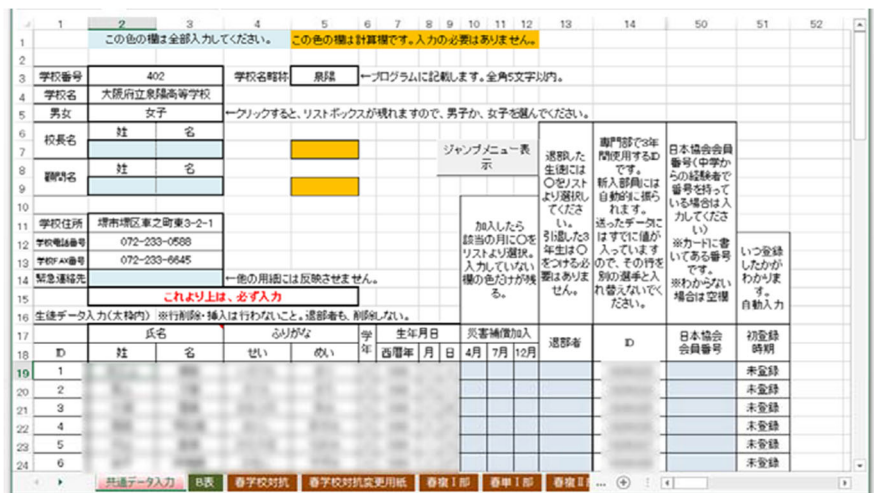 1 2 3 4 5 6 7 8 9 10 11 12 13 14 50 51 52
1 この色の欄は全部入力してください。 この色の欄は計算欄です。入力の必要はありません。
2
3 学校番号 402 学校名略称 泉陽 ←プログラムに記載します。全角5文字以内。
4 学校名 大阪府立泉陽高等学校
5 男女 女子 ←クリックすると、リストボックスが現れますので、男子か、女子を選んでください。
6 校長名 姓 名
7
ジャンプメニュー表
示
8 顧問名 姓 名
9
10
11 学校住所 堺市堺区車之町東3-2-1
12 学校電話番号 072-233-0588
13 学校FAX番号 072-233-6645
14 緊急連絡先 ←他の用紙には反映させません。
15 これより上は、必ず入力
16 生徒データ入力(太枠内) ※行削除・挿入は行わないこと。退部者も、削除しない。
加入したら
該当の月に〇を
リストより選択。
入力していない
欄の色だけが残
る。
退部した
生徒には
〇をリスト
より選択し
てくださ
い。
引退した3
年生は〇
をつける必
要はありま
せん。
専門部で3年
間使用するID
です。
新入部員には
自動的に振ら
れます。
送ったデータに
はすでに値が
入っています
ので、その行を
別の選手と入
れ替えないでく
ださい。
日本協会会員
番号(中学か
らの経験者で
番号を持って
いる場合は入
力してくださ
い)
※カードに書
いてある番号
です。
※わからない
場合は空欄
いつ登録
したかが
わかりま
す。
自動入力
17 氏名 ふりがな 学年 生年月日 災害補償加入 退部者 ID 日本協会会員番号 初登録時期
18 ID 姓 名 せい めい 西暦年 月 日 4月 7月 12月
19 1 未登録
20 2 未登録
21 3 未登録
22 4 未登録
23 5 未登録
24 6 未登録
共通データ入力 B表 春学校対抗 春学校対抗変更用紙 春複Ⅰ部 春単Ⅰ部 春複Ⅱ ...